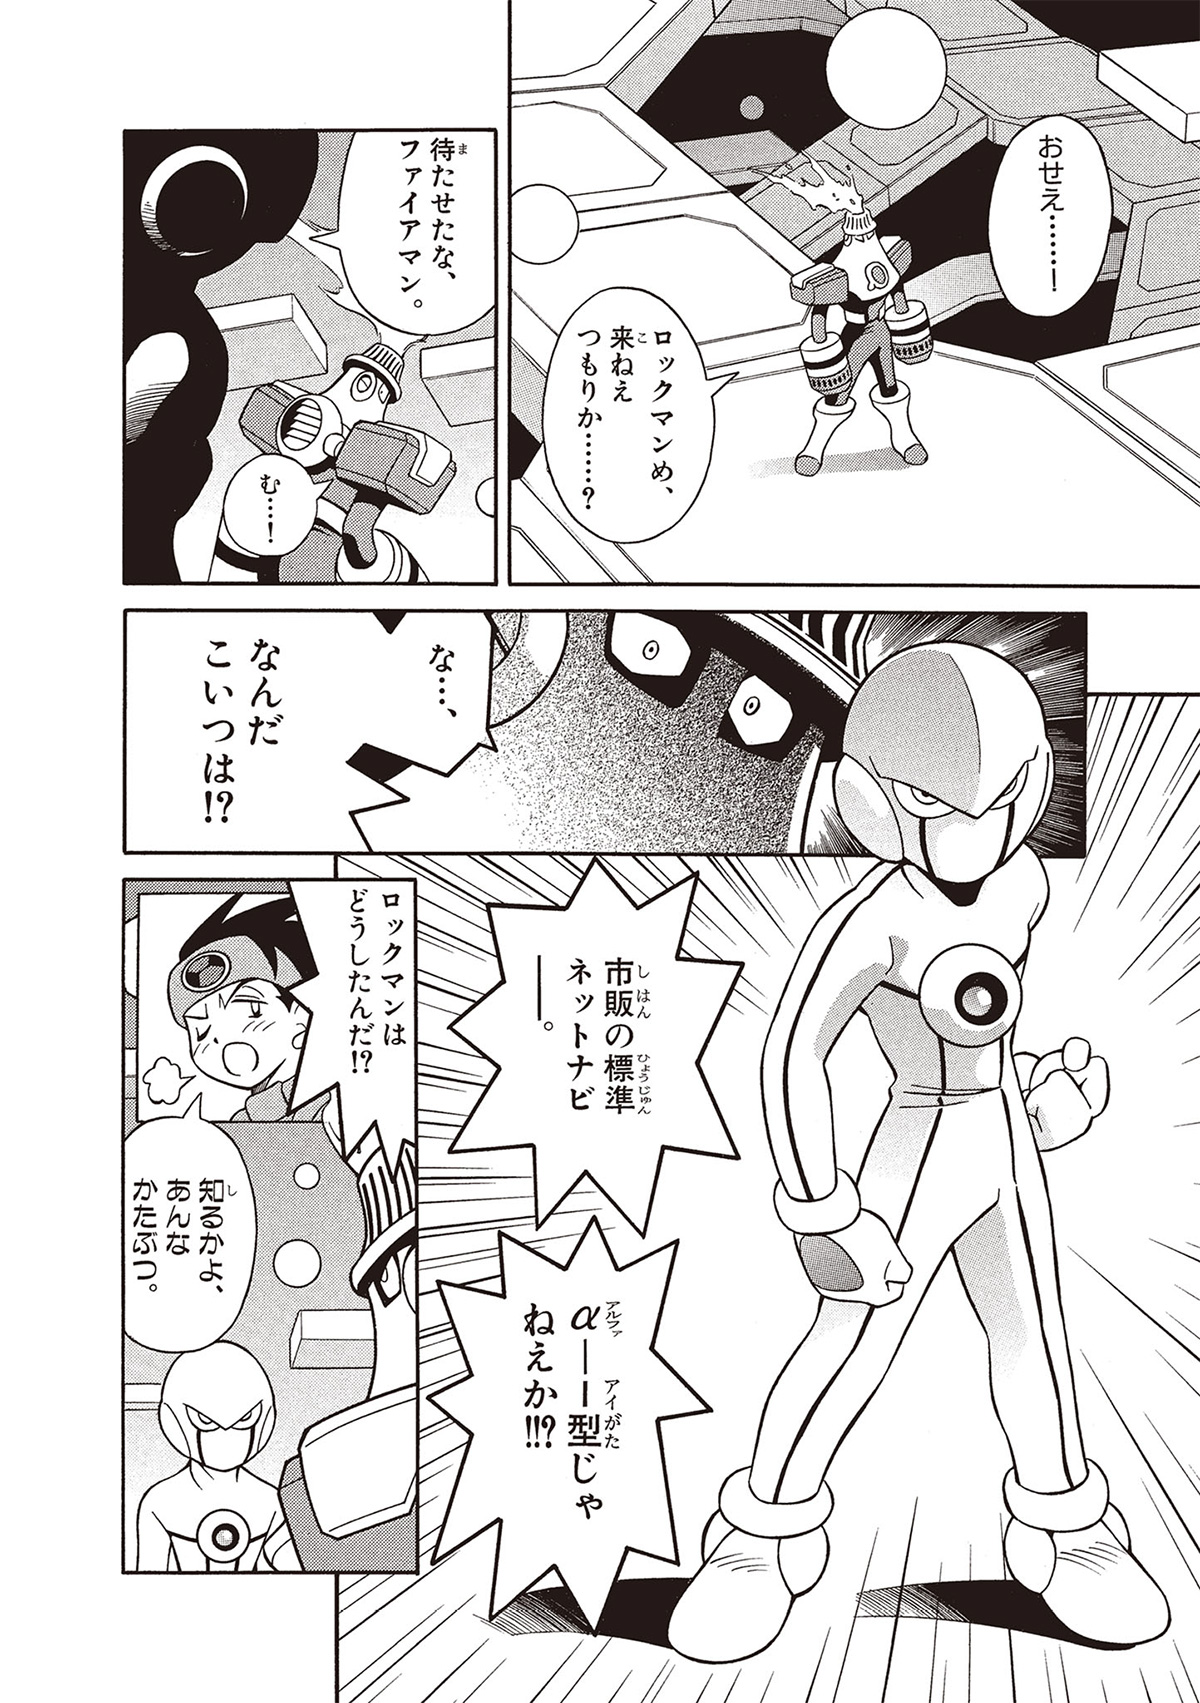 おせえ……！
ロックマンめ、
来ねえ
つもりか……？
待たせたな、
ファイアマン。
む…！
な…、
なんだ
こいつは!?
市販の標準
ネットナビ
――。
α―I型じゃ
ねえか!!?
ロックマンは
どうしたんだ!?
知るかよ、
あんな
かたぶつ。